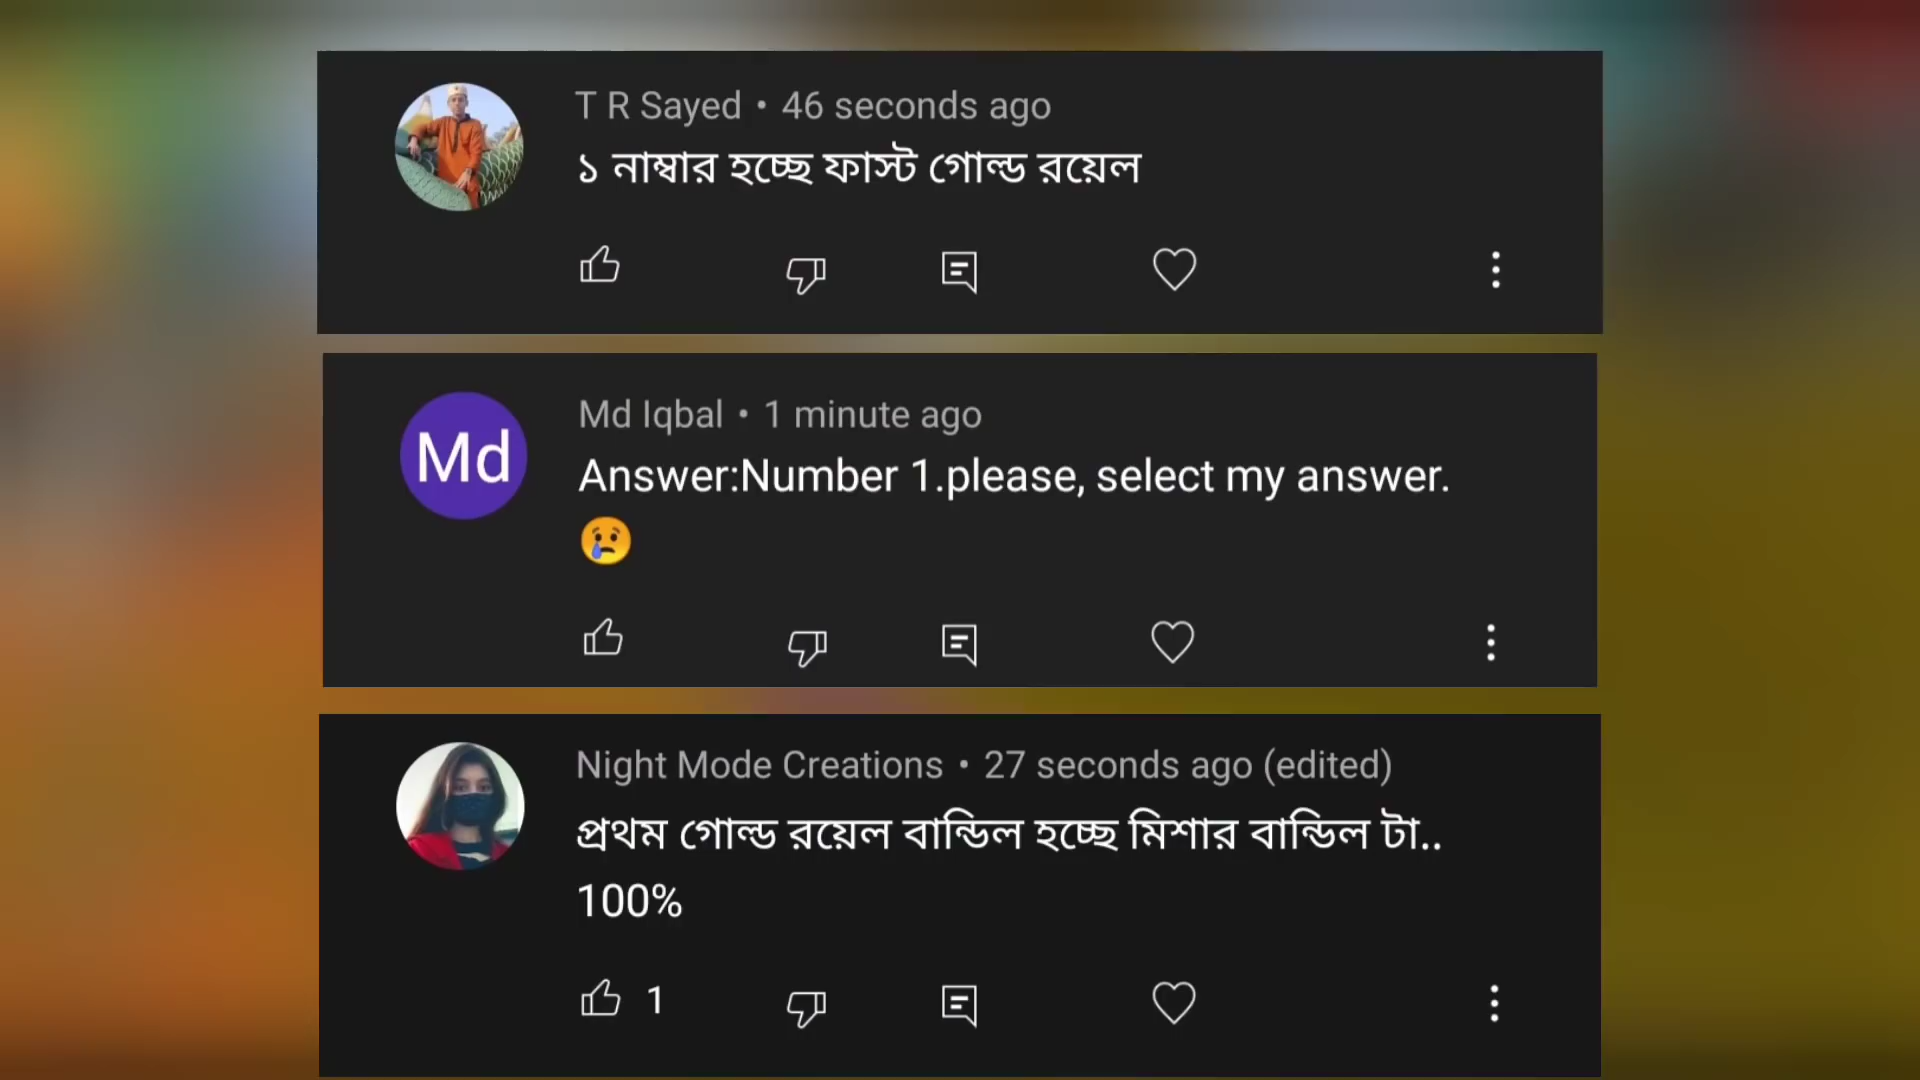 T R Sayed • 46 seconds ago
১ নাম্বার হচ্ছে ফাস্ট গোল্ড রয়েল
Md
Md Iqbal • 1 minute ago
Answer:Number 1.please, select my answer.
😢
Night Mode Creations • 27 seconds ago (edited)
প্রথম গোল্ড রয়েল বান্ডিল হচ্ছে মিশার বান্ডিল টা..
100%
1